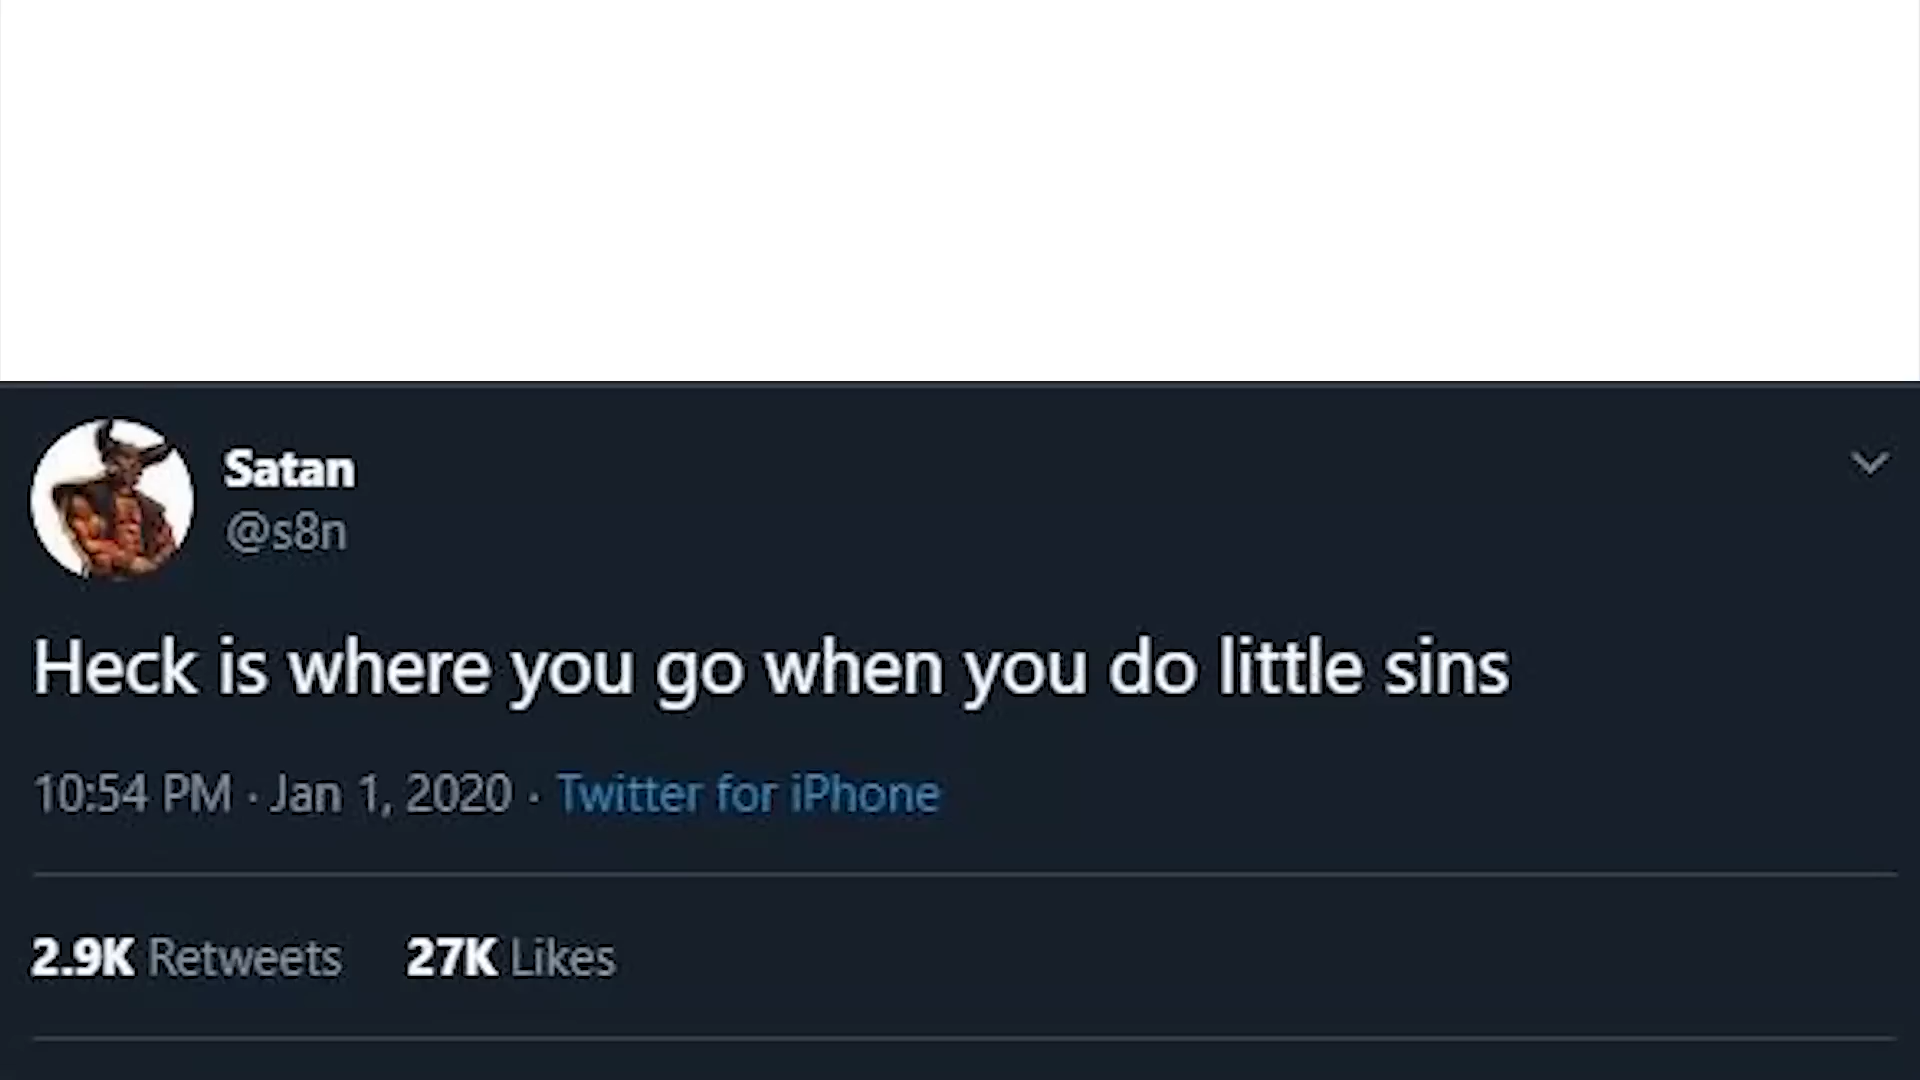 Satan
@s8n
Heck is where you go when you do little sins
10:54 PM · Jan 1, 2020 · Twitter for iPhone
2.9K Retweets 27K Likes